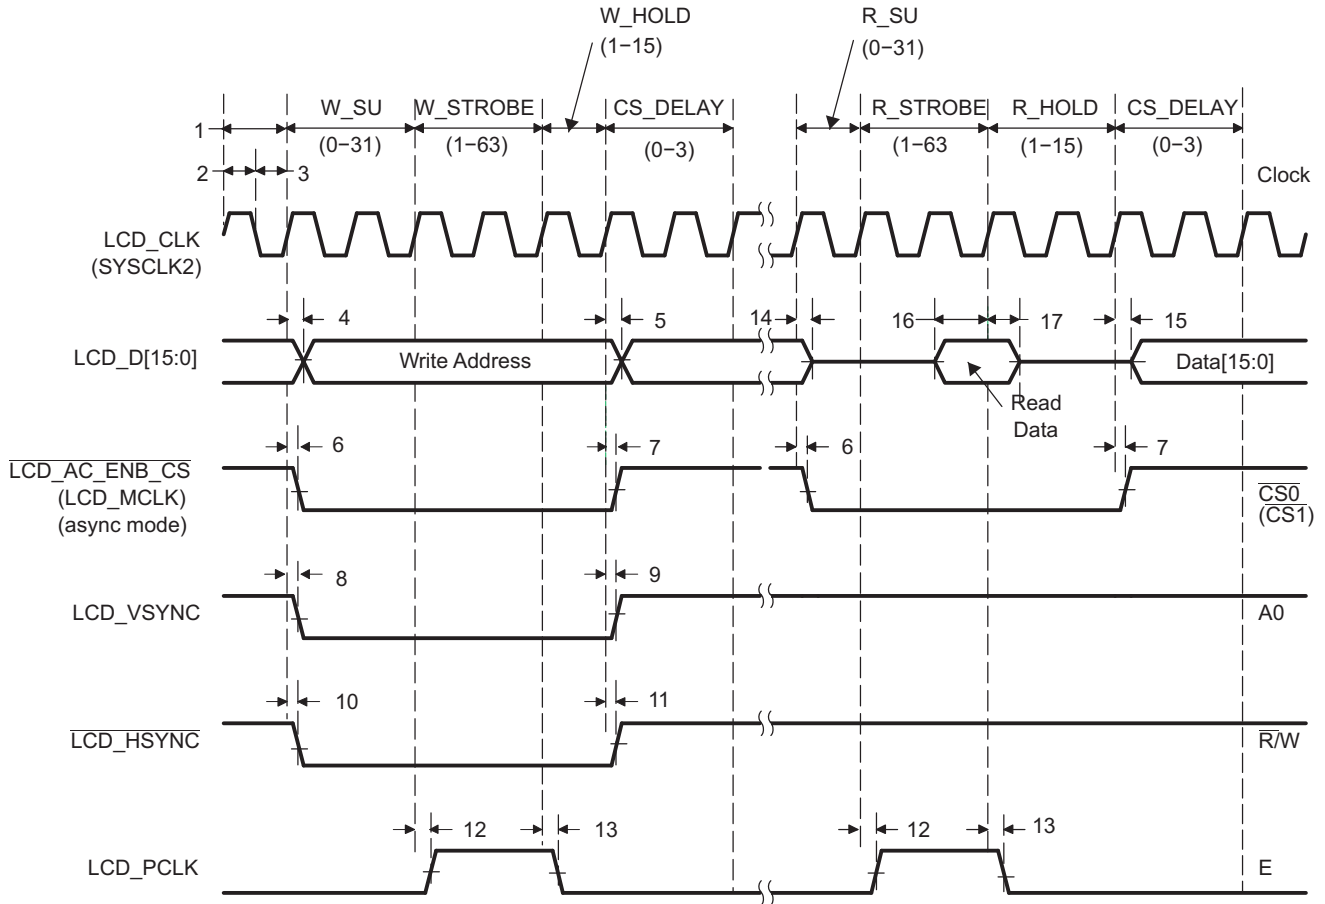 W_HOLD
(1−15)
R_SU
(0−31)
W_SU
W_STROBE
CS_DELAY
R_STROBE
R_HOLD
CS_DELAY
1
(0−31)
(1−63)
(0−3)
(1−63
(1−15)
(0−3)
2
3
Clock
LCD_CLK
(SYSCLK2)
4
5
14
16
17
15
LCD_D[15:0]
Write Address
Data[15:0]
Read
Data
6
7
6
7
LCD_AC_ENB_CS
(LCD_MCLK)
(async mode)
CS0
(CS1)
8
9
LCD_VSYNC
A0
10
11
LCD_HSYNC
R/W
12
13
12
13
LCD_PCLK
E